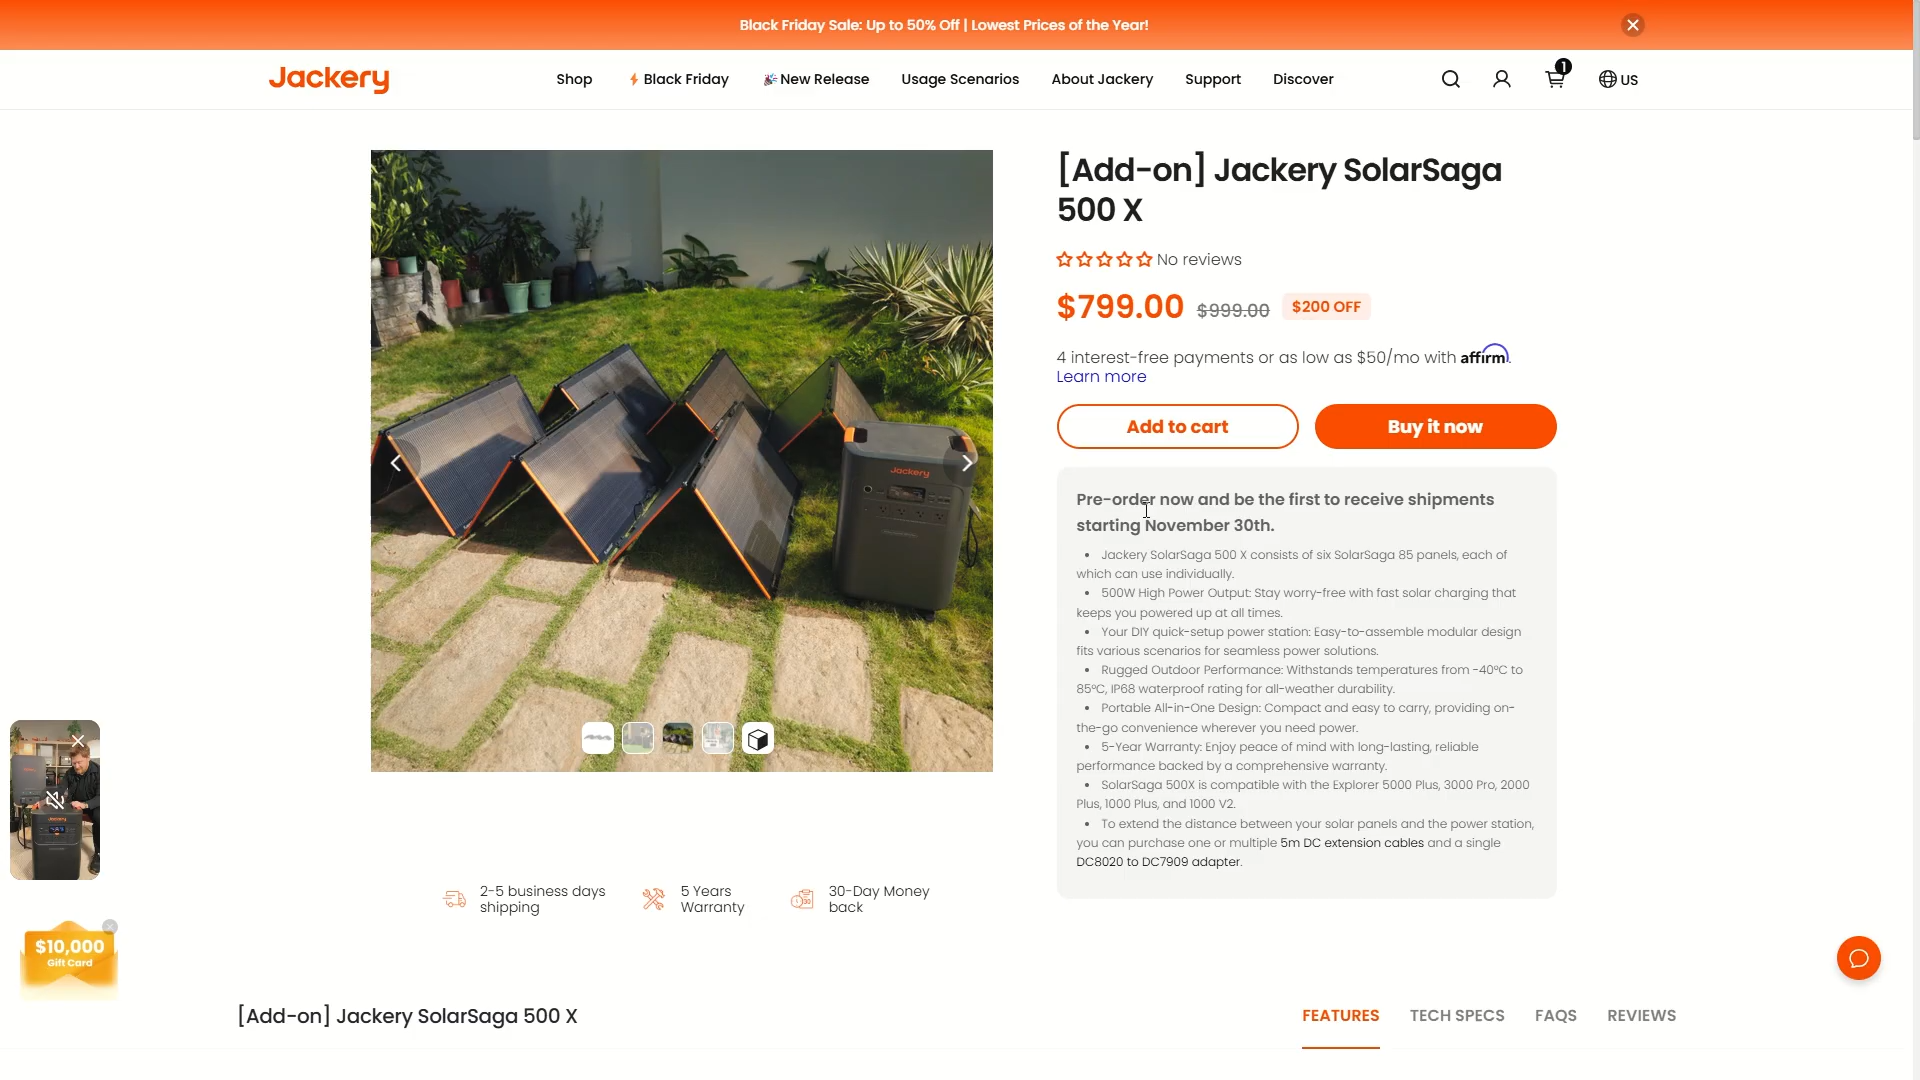 Black Friday Sale: Up to 50% Off | Lowest Prices of the Year!
Jackery
Shop
Black Friday
New Release
Usage Scenarios
About Jackery
Support
Discover
1
US
[Add-on] Jackery SolarSaga
500 X
No reviews
$799.00 $999.00 $200 OFF
4 interest-free payments or as low as $50/mo with affirm.
Learn more
Add to cart
Buy it now
Pre-order now and be the first to receive shipments
starting November 30th.
• Jackery SolarSaga 500 X consists of six SolarSaga 85 panels, each of
which can use individually.
• 500W High Power Output: Stay worry-free with fast solar charging that
keeps you powered up at all times.
• Your DIY quick-setup power station: Easy-to-assemble modular design
fits various scenarios for seamless power solutions.
• Rugged Outdoor Performance: Withstands temperatures from -40°C to
85°C, IP68 waterproof rating for all-weather durability.
• Portable All-in-One Design: Compact and easy to carry, providing on-
the-go convenience wherever you need power.
• 5-Year Warranty: Enjoy peace of mind with long-lasting, reliable
performance backed by a comprehensive warranty.
• SolarSaga 500X is compatible with the Explorer 5000 Plus, 3000 Pro, 2000
Plus, 1000 Plus, and 1000 V2.
• To extend the distance between your solar panels and the power station,
you can purchase one or multiple 5m DC extension cables and a single
DC8020 to DC7909 adapter.
Jackery
Jackery
2-5 business days
shipping
5 Years
Warranty
30-Day Money
back
$10,000
Gift Card
[Add-on] Jackery SolarSaga 500 X
FEATURES
TECH SPECS
FAQS
REVIEWS